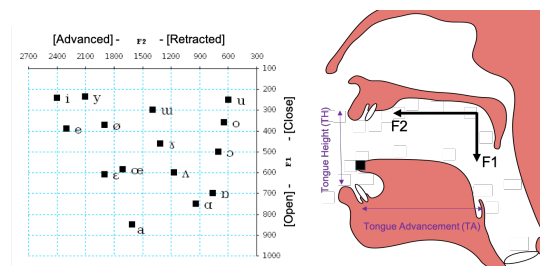 [Advanced] - F2 - [Retracted]
2700 2400 2100 1800 1500 1200 900 600 300
100
i y u
200
ɯ
300
e ø o
400
ɤ ɔ
500
ɛ œ ʌ
600
ɒ
700
ɑ
800
a
900
1000
[Open] - F1 - [Close]
Tongue Height (TH)
F2
F1
Tongue Advancement (TA)